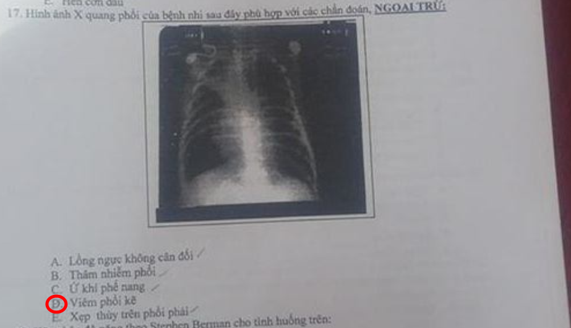 E. Hen cơn đầu
17. Hình ảnh X quang phổi của bệnh nhi sau đây phù hợp với các chẩn đoán, NGOẠI TRỪ:
A. Lồng ngực không cân đối
B. Thâm nhiễm phổi
C. Ứ khí phế nang
D. Viêm phổi kẽ
E. Xẹp thùy trên phổi phải
theo Stephen Berman cho tình huống trên: